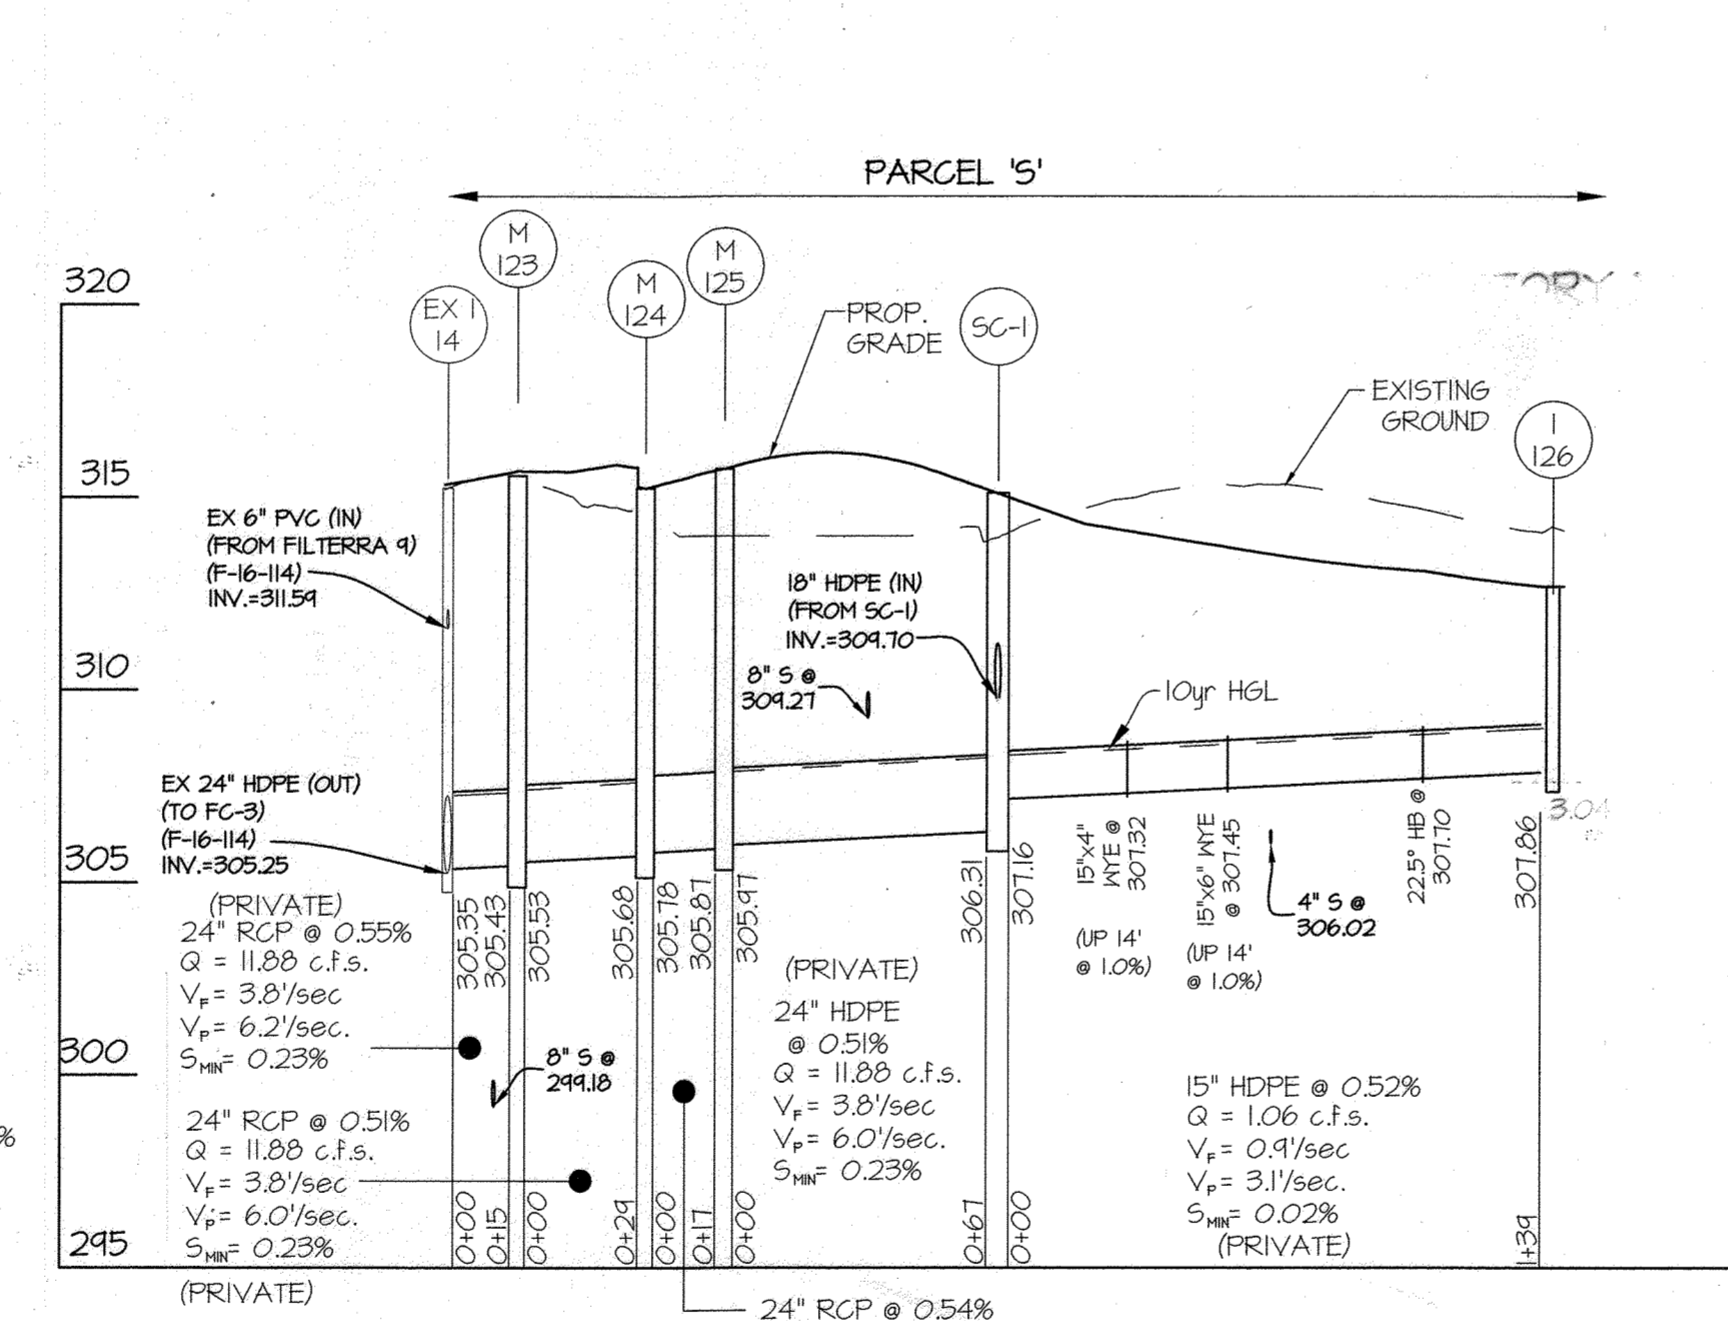 PARCEL 'S'
M
123
M
125
M
124
EX I
14
SC-1
I
126
PROP.
GRADE
EXISTING
GROUND
320
315
310
305
300
295
EX 6" PVC (IN)
(FROM FILTERRA 9)
(F-16-114)
INV.=311.59
18" HDPE (IN)
(FROM SC-1)
INV.=309.70
8" S @
309.27
10yr HGL
EX 24" HDPE (OUT)
(TO FC-3)
(F-16-114)
INV.=305.25
(PRIVATE)
24" RCP @ 0.55%
Q = 11.88 c.f.s.
VF= 3.8'/sec
VP= 6.2'/sec.
SMIN= 0.23%
24" RCP @ 0.51%
Q = 11.88 c.f.s.
VF= 3.8'/sec
VP= 6.0'/sec.
SMIN= 0.23%
(PRIVATE)
305.35
305.43
305.53
305.68
305.78
305.87
305.97
306.31
307.16
307.86
8" S @
299.18
(PRIVATE)
24" HDPE
@ 0.51%
Q = 11.88 c.f.s.
VF= 3.8'/sec
VP= 6.0'/sec.
SMIN= 0.23%
15"x4"
WYE @
307.32
(UP 14'
@ 1.0%)
15"x6" WYE
@ 307.45
(UP 14'
@ 1.0%)
4" S @
306.02
22.5° HB @
307.70
3.04
15" HDPE @ 0.52%
Q = 1.06 c.f.s.
VF= 0.9'/sec
VP= 3.1'/sec.
SMIN= 0.02%
(PRIVATE)
0+00
0+15
0+00
0+29
0+00
0+17
0+00
0+67
0+00
1+39
24" RCP @ 0.54%
%